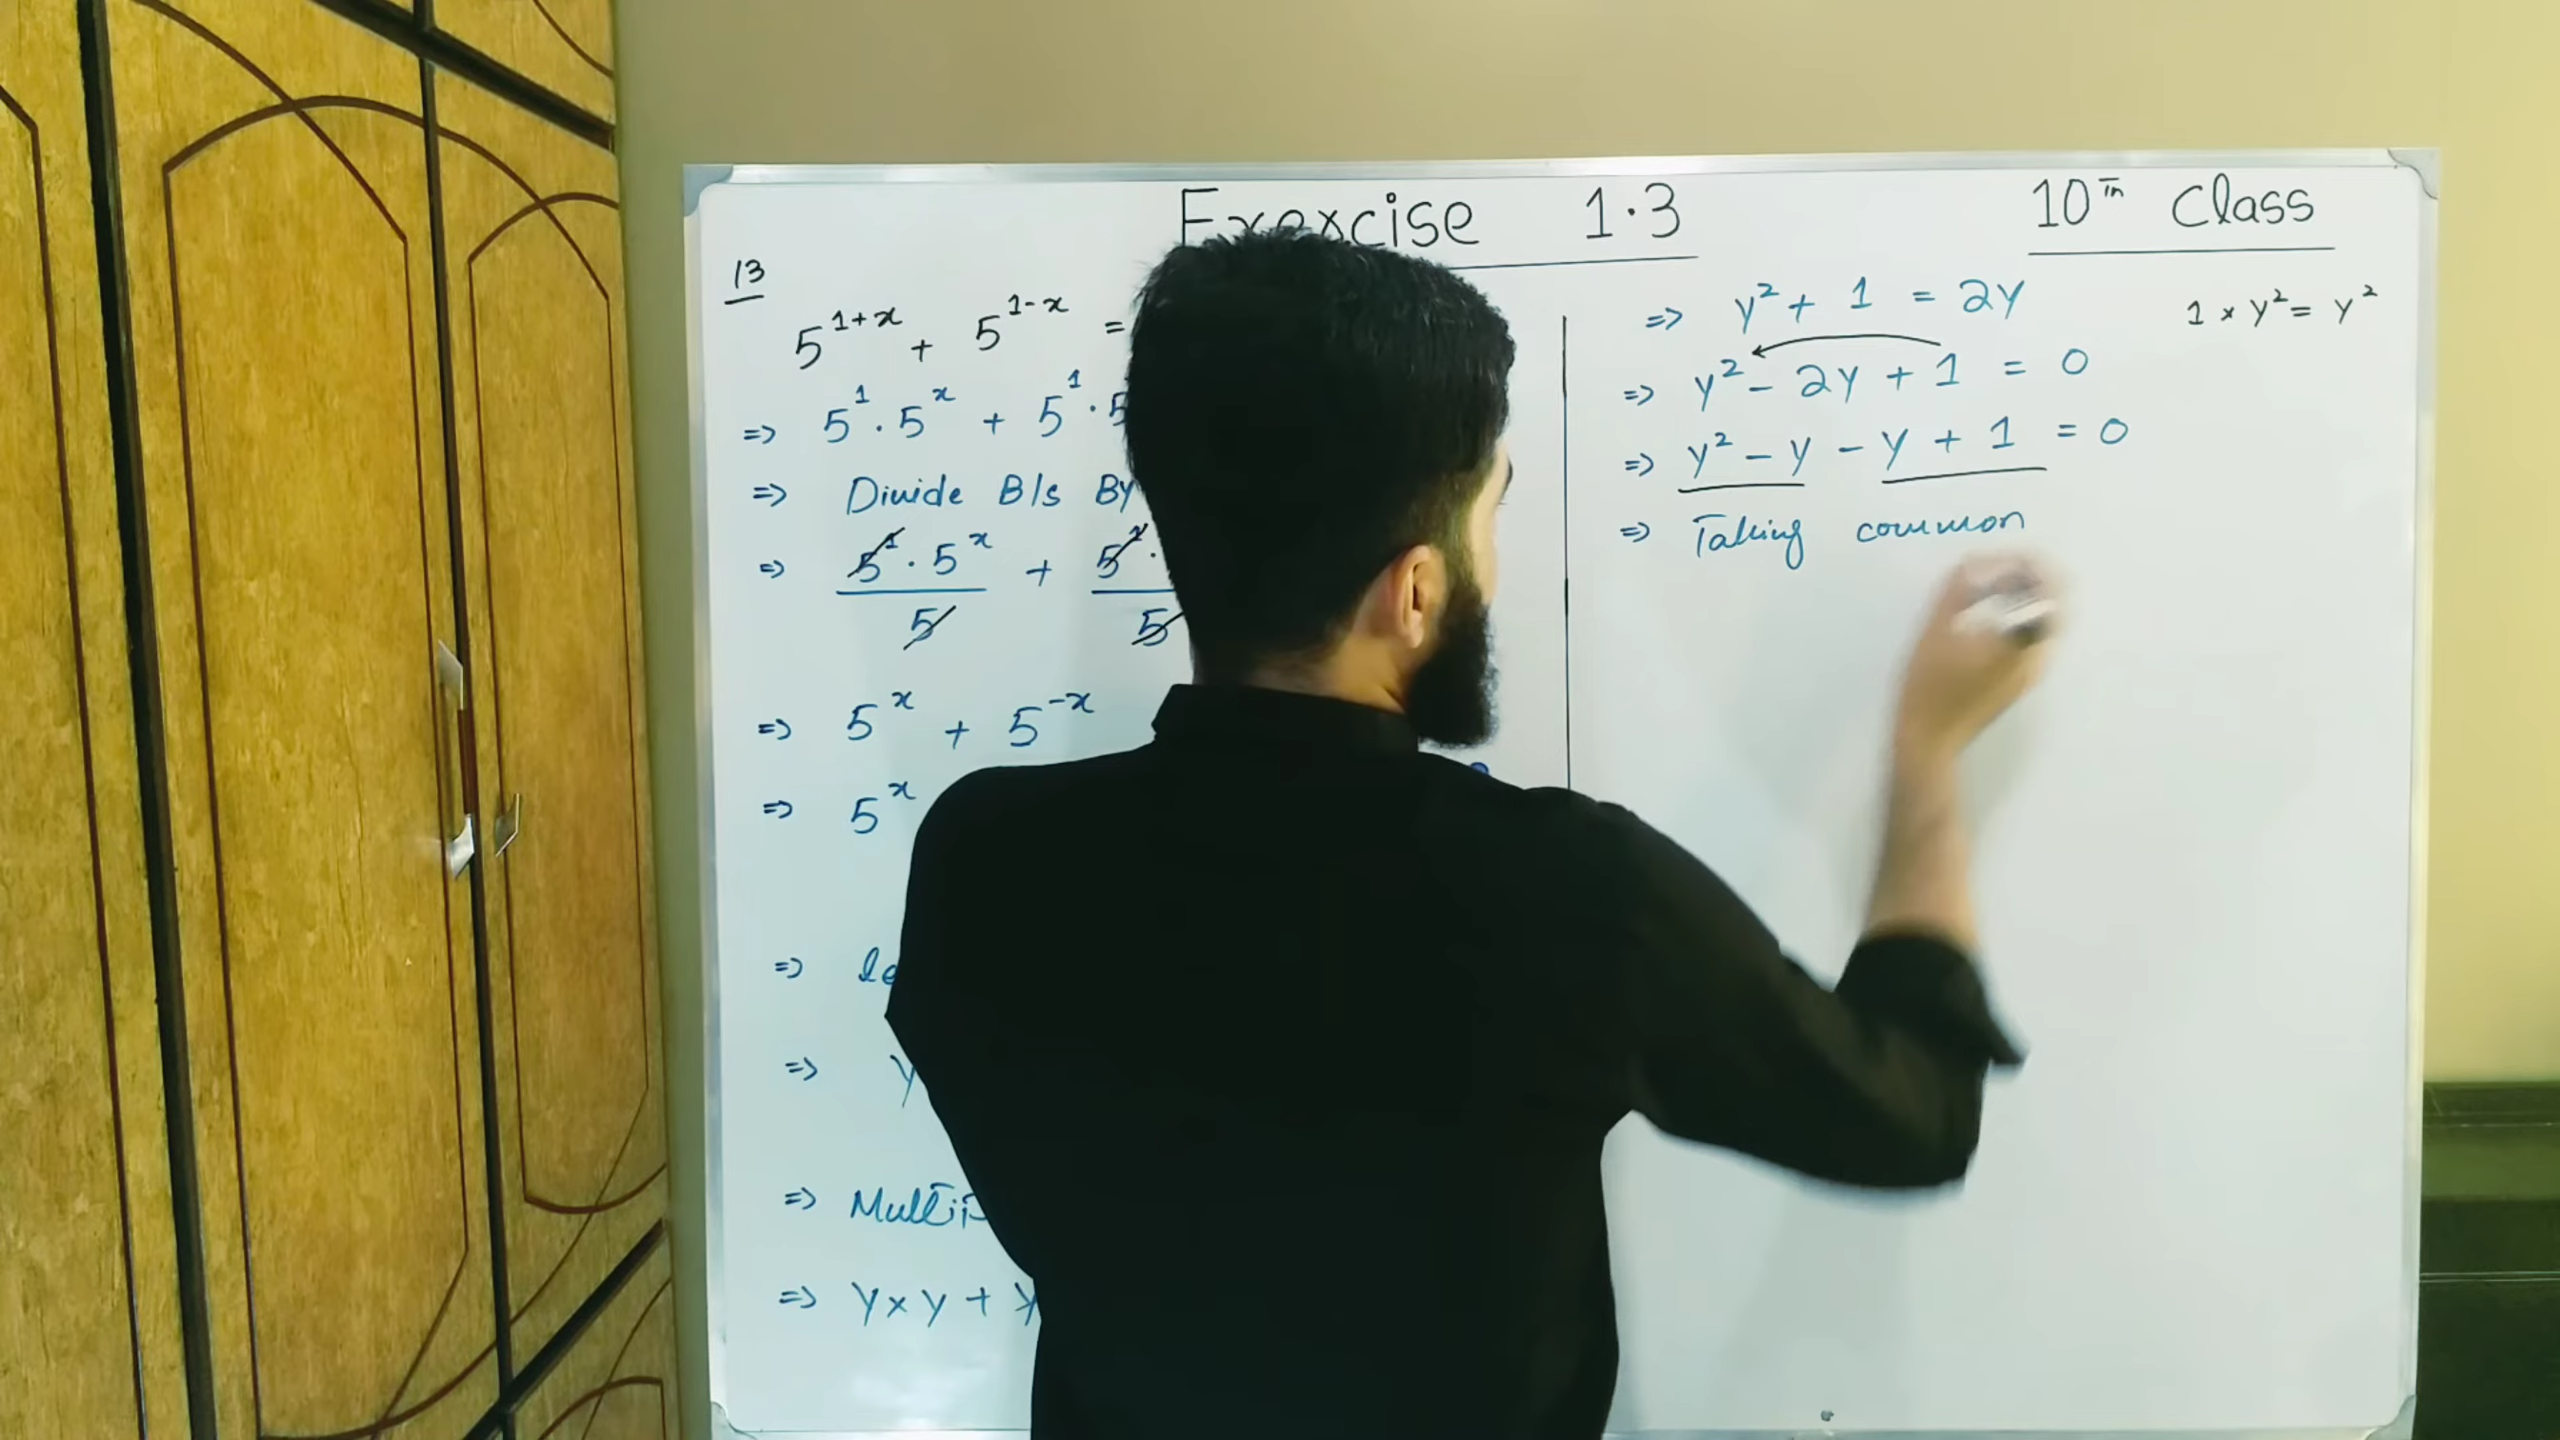 Exercise 1.3
10th Class
13
5^{1+x} + 5^{1-x} =
=> 5^1 . 5^x + 5^1 . 5
=> Divide B/s By
=> 5^1 . 5^x / 5 + 5^1 . / 5
=> 5^x + 5^{-x}
=> 5^x
=> le
=> y
=> Multip
=> y x y + y
=> y² + 1 = 2y
1 × y² = y²
=> y² - 2y + 1 = 0
=> y² - y - y + 1 = 0
=> Taking common